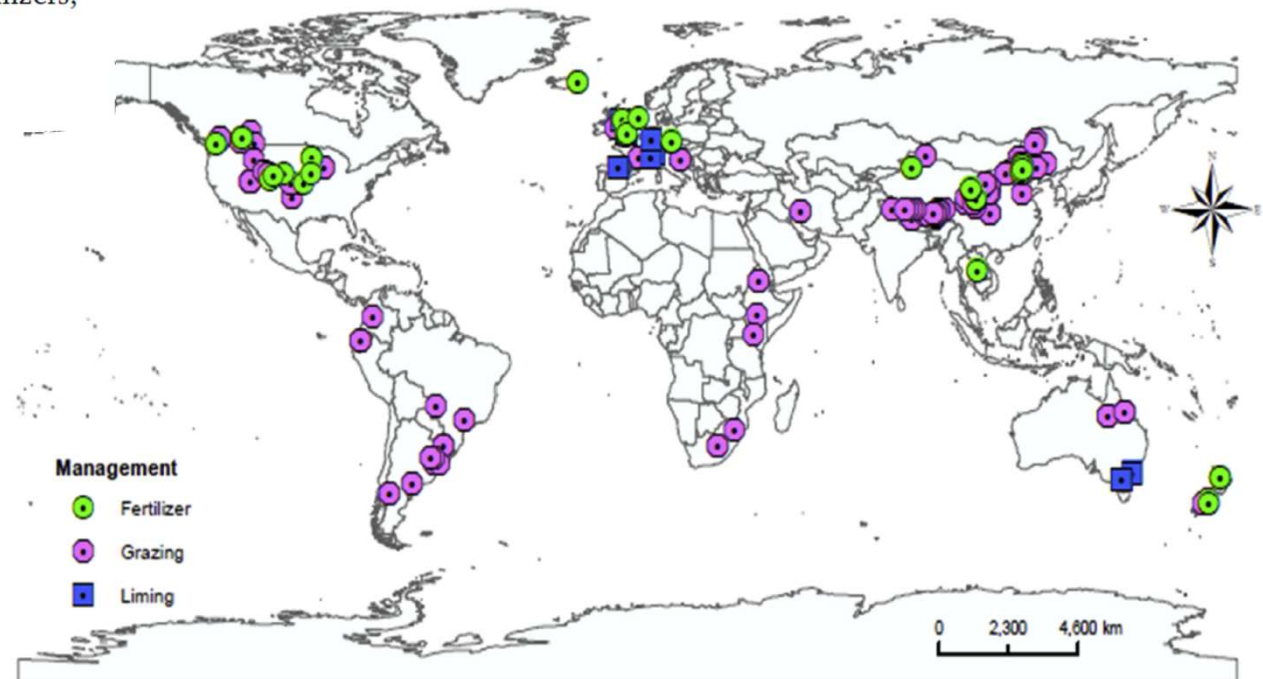 Management
Fertilizer
Grazing
Liming
N
W
E
S
0 2,300 4,600 km